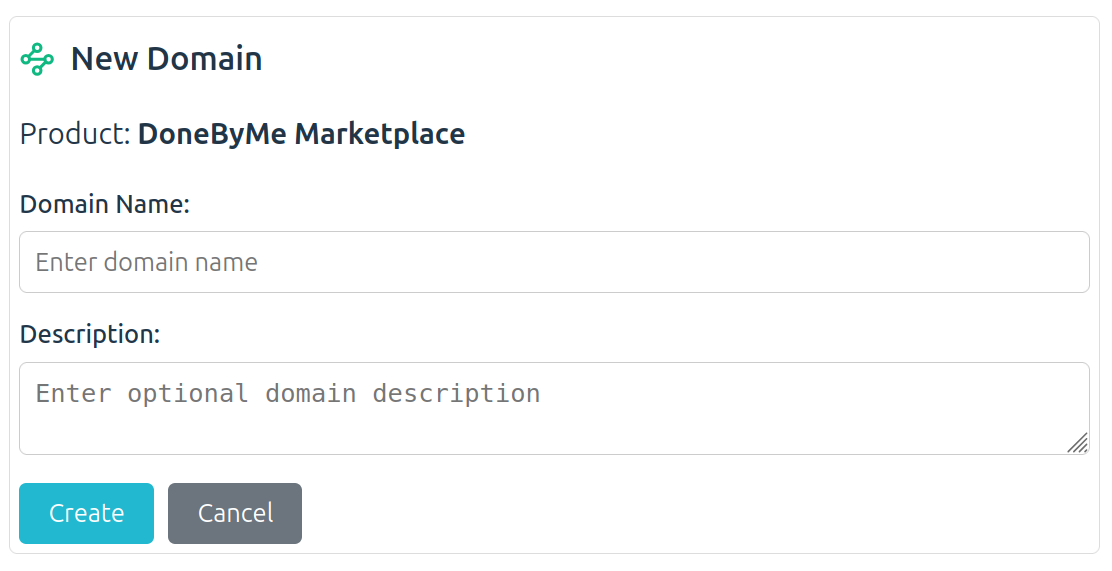 New Domain
Product: DoneByMe Marketplace
Domain Name:
Enter domain name
Description:
Enter optional domain description
Create Cancel